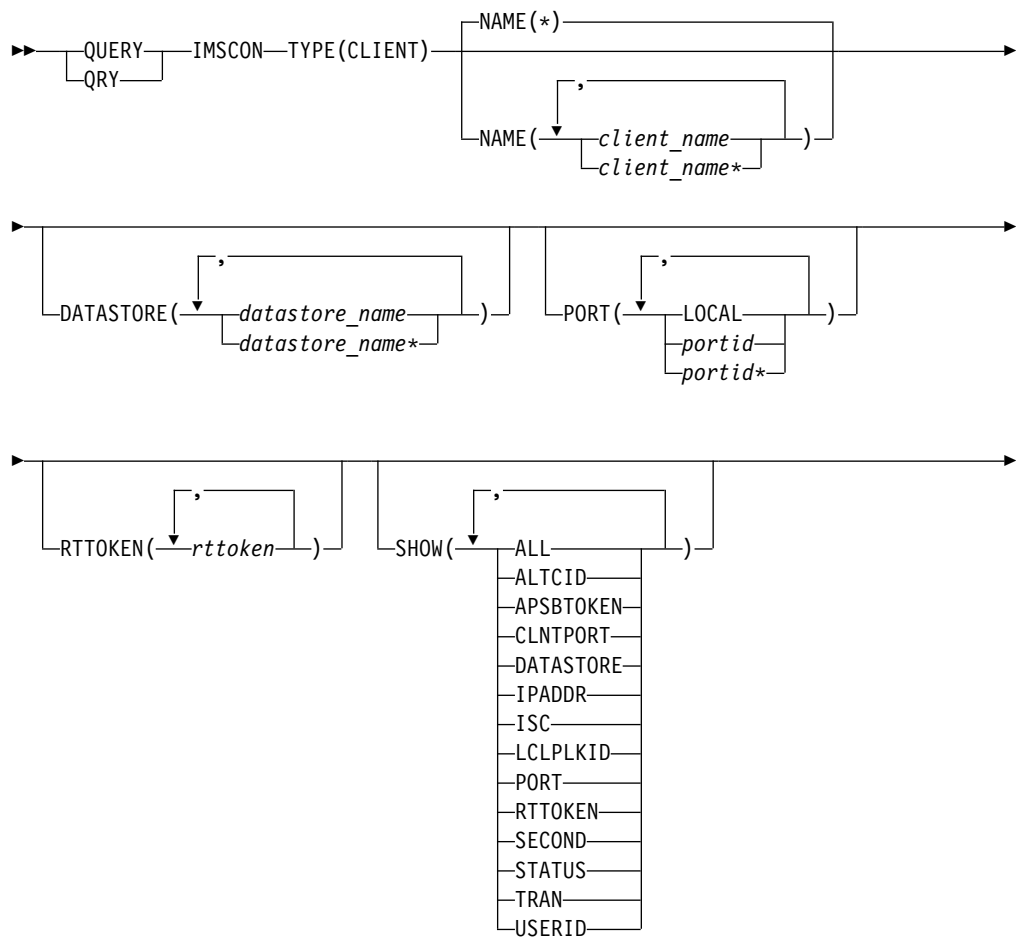 NAME(*)
QUERY IMSCON TYPE(CLIENT)
QRY
,
NAME( client_name )
client_name*
, ,
DATASTORE( datastore_name ) PORT( LOCAL )
datastore_name* portid
portid*
, ,
RTTOKEN( rttoken ) SHOW( ALL )
ALTCID
APSBTOKEN
CLNTPORT
DATASTORE
IPADDR
ISC
LCLPLKID
PORT
RTTOKEN
SECOND
STATUS
TRAN
USERID